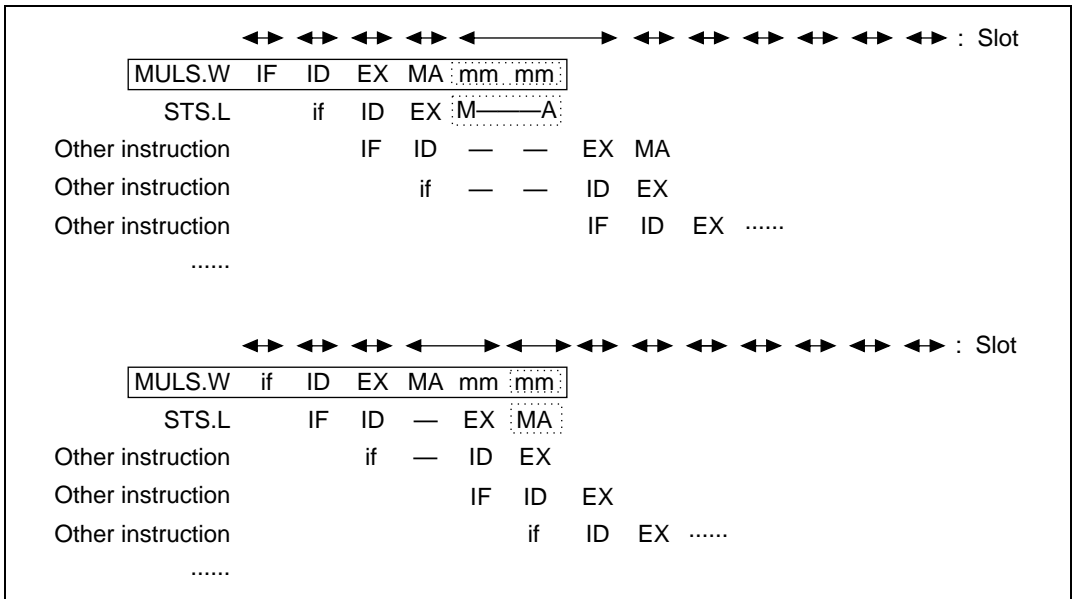 : Slot
MULS.W IF ID EX MA mm mm
STS.L if ID EX M———A
Other instruction IF ID — — EX MA
Other instruction if — — ID EX
Other instruction IF ID EX ······
······
: Slot
MULS.W if ID EX MA mm mm
STS.L IF ID — EX MA
Other instruction if — ID EX
Other instruction IF ID EX
Other instruction if ID EX ······
······